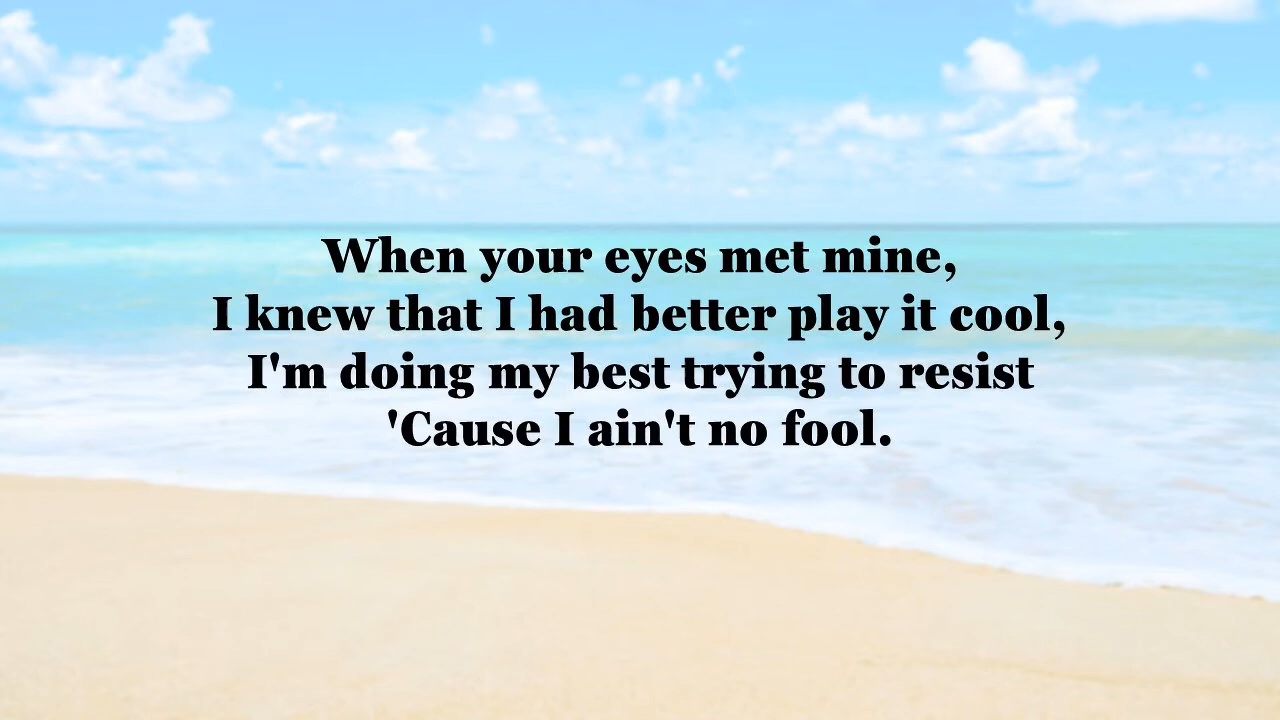 When your eyes met mine,
I knew that I had better play it cool,
I'm doing my best trying to resist
'Cause I ain't no fool.